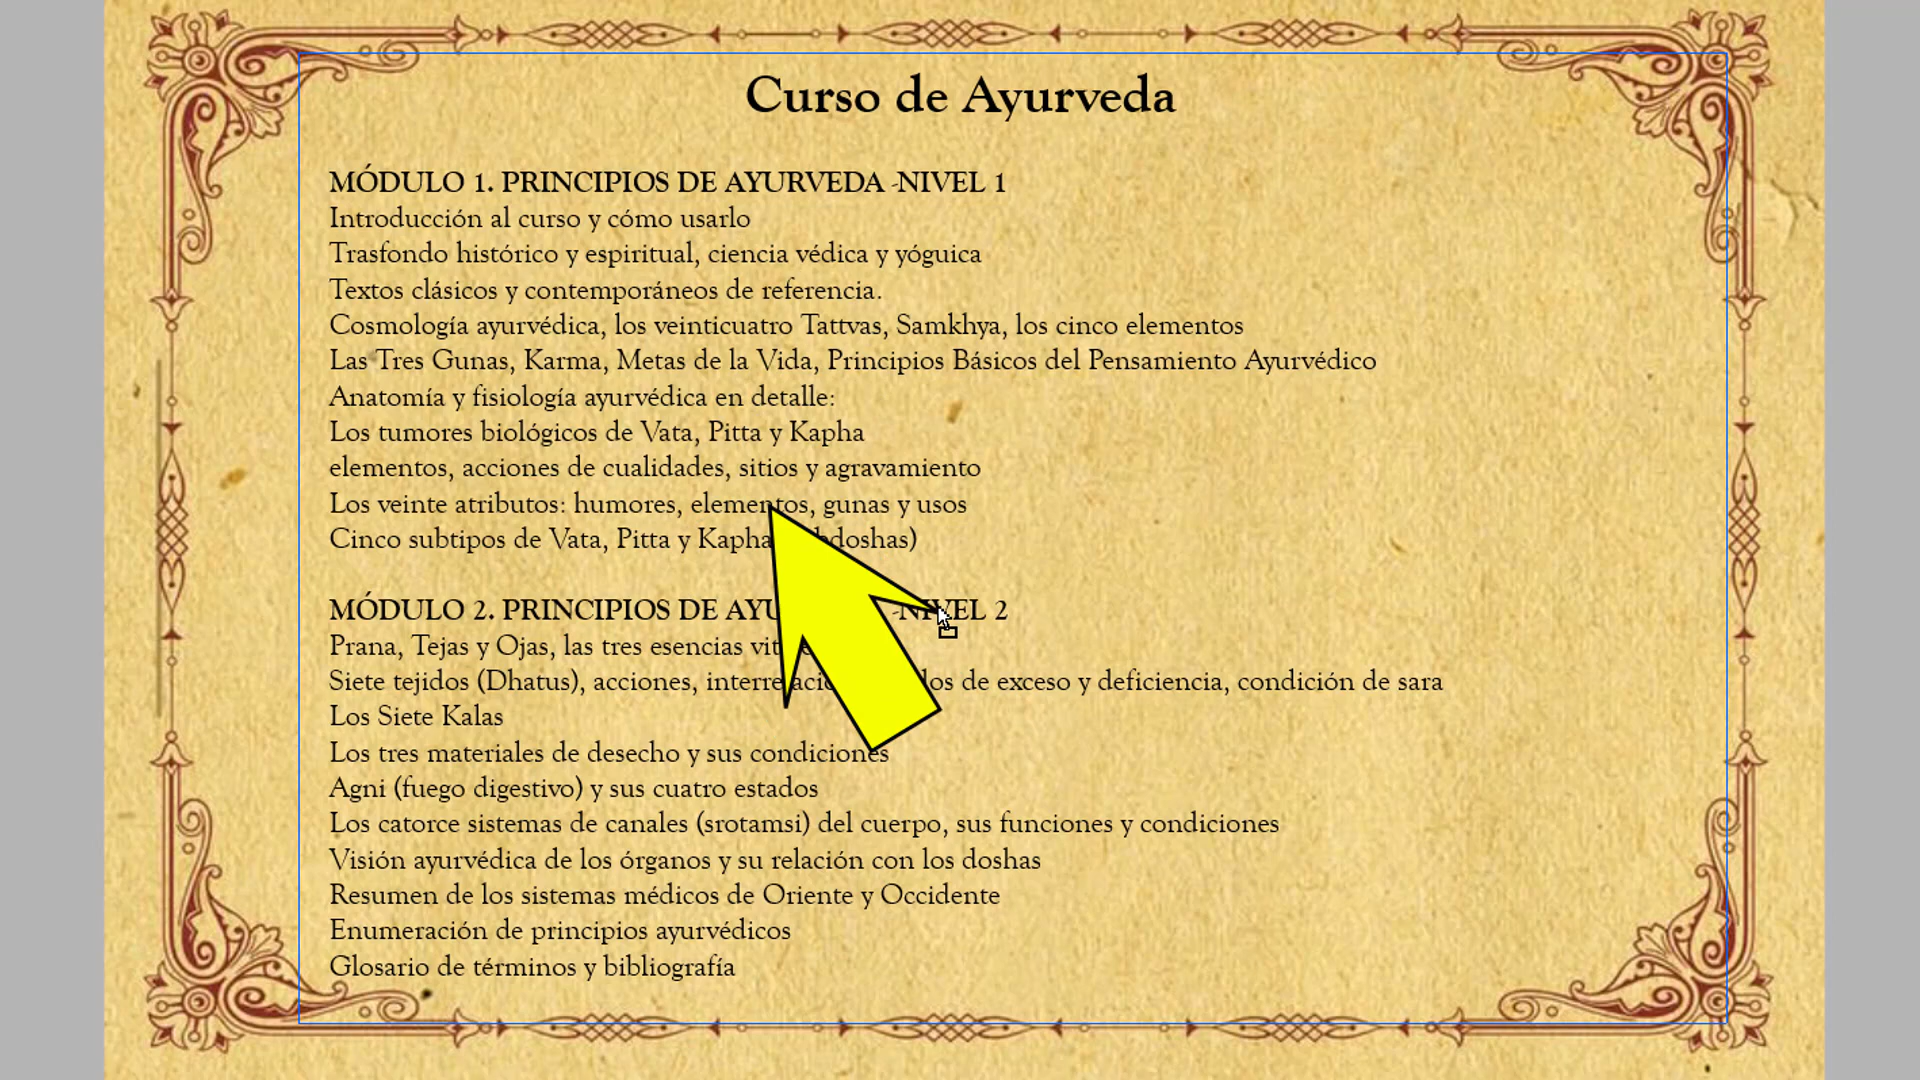 Curso de Ayurveda
MÓDULO 1. PRINCIPIOS DE AYURVEDA -NIVEL 1
Introducción al curso y cómo usarlo
Trasfondo histórico y espiritual, ciencia védica y yóguica
Textos clásicos y contemporáneos de referencia.
Cosmología ayurvédica, los veinticuatro Tattvas, Samkhya, los cinco elementos
Las Tres Gunas, Karma, Metas de la Vida, Principios Básicos del Pensamiento Ayurvédico
Anatomía y fisiología ayurvédica en detalle:
Los tumores biológicos de Vata, Pitta y Kapha
elementos, acciones de cualidades, sitios y agravamiento
Los veinte atributos: humores, elementos, gunas y usos
Cinco subtipos de Vata, Pitta y Kapha
MÓDULO 2. PRINCIPIOS DE -NIVEL 2
Prana, Tejas y Ojas, las tres esencias
Siete tejidos (Dhatus), acciones, de exceso y deficiencia, condición de sara
Los Siete Kalas
Los tres materiales de desecho y sus condiciones
Agni (fuego digestivo) y sus cuatro estados
Los catorce sistemas de canales (srotamsi) del cuerpo, sus funciones y condiciones
Visión ayurvédica de los órganos y su relación con los doshas
Resumen de los sistemas médicos de Oriente y Occidente
Enumeración de principios ayurvédicos
Glosario de términos y bibliografía